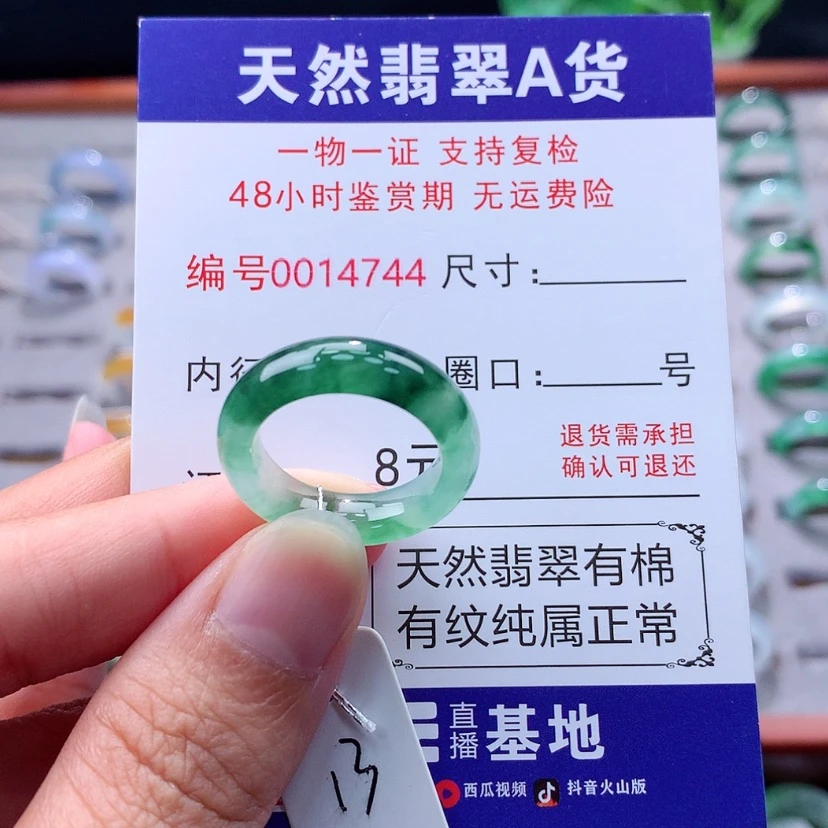 天然翡翠A货
一物一证 支持复检
48小时鉴赏期 无运费险
编号0014744 尺寸:
内径 圈口: 号
8元
退货需承担
确认可退还
天然翡翠有棉
有纹纯属正常
直播基地
西瓜视频 抖音火山版
13